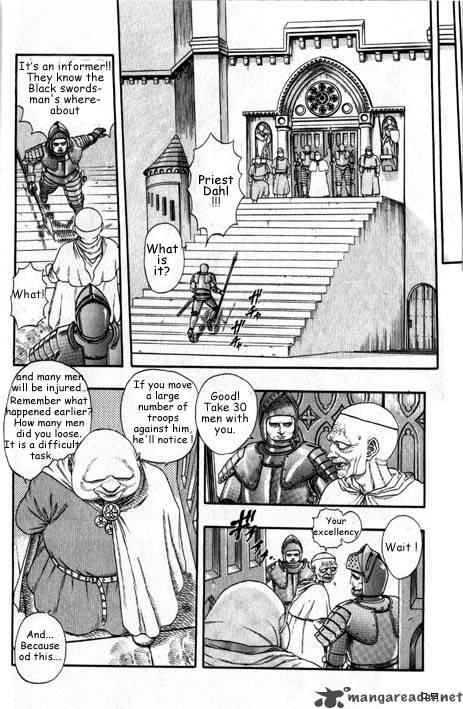 Priest
Dahl
!!!
What
is
it?
It's an informer!!
They know the
Black swords-
man's where-
about
What!
Good!
Take 30
men with
you.
If you move
a large
number of
troops
against him,
he'll notice !
and many men
will be injured.
Remember what
happened earlier?
How many men
did you loose.
It is a difficult
task.
And...
Because
od this...
Wait !
Your
excellency
mangareader.net